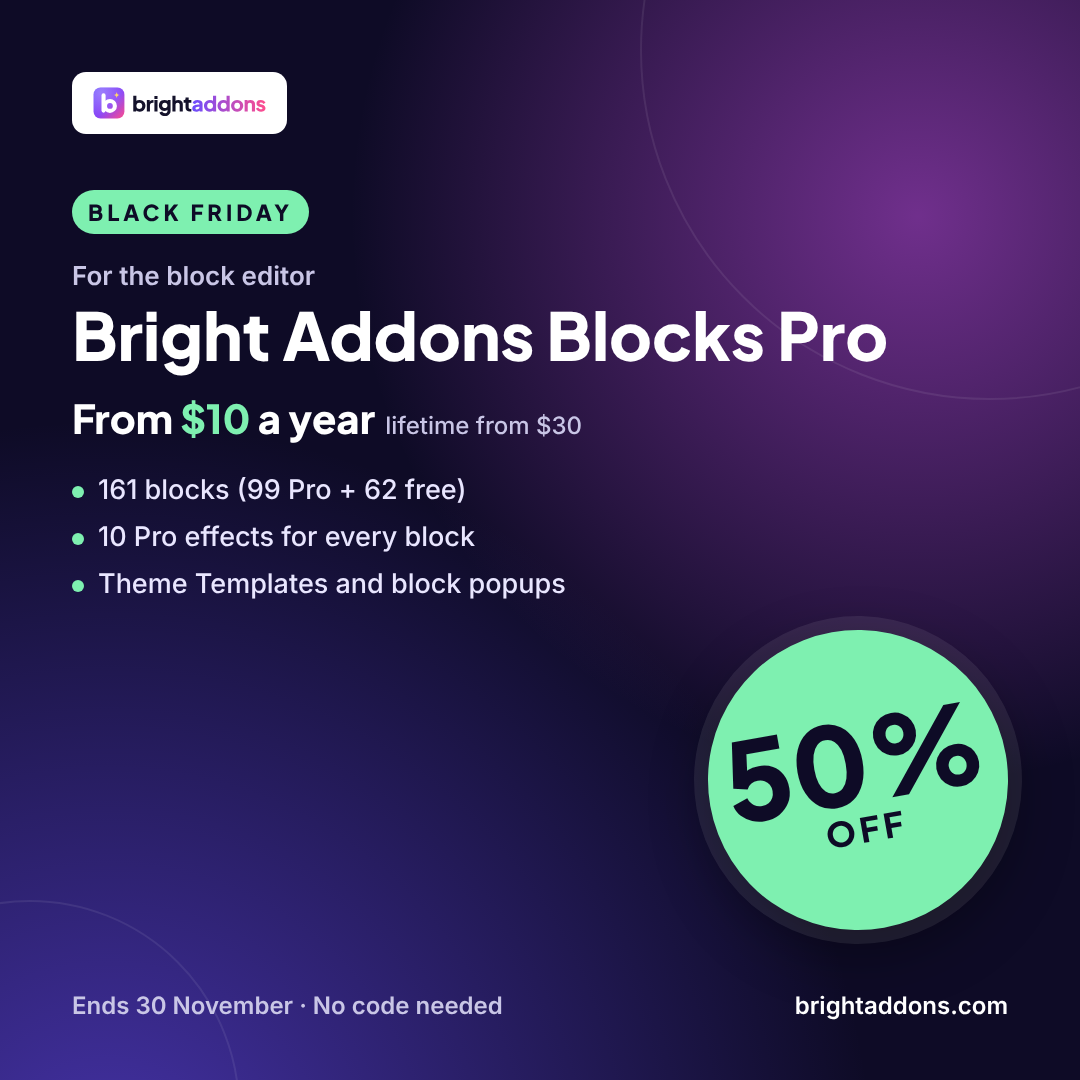 brightaddons
BLACK FRIDAY
For the block editor
Bright Addons Blocks Pro
From $10 a year lifetime from $30
161 blocks (99 Pro + 62 free)
10 Pro effects for every block
Theme Templates and block popups
50%
OFF
Ends 30 November · No code needed
brightaddons.com